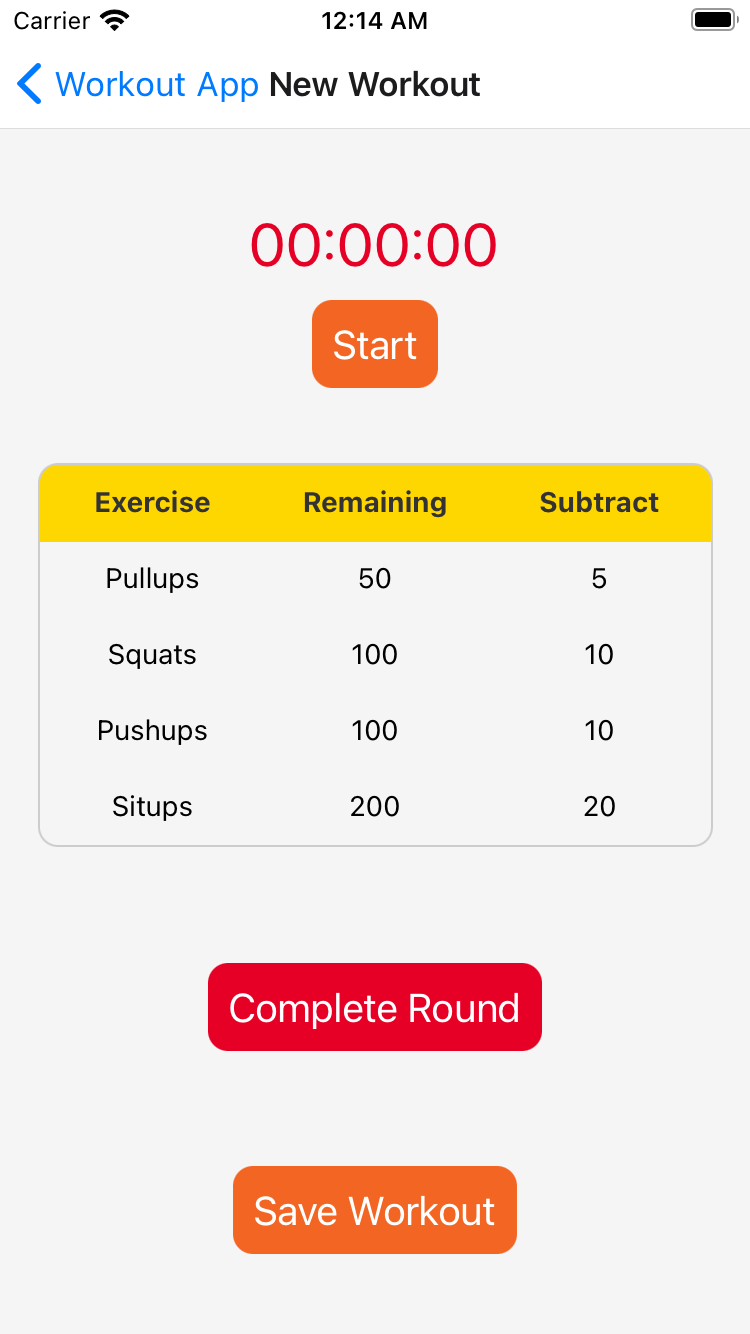 Carrier 12:14 AM
Workout App New Workout
00:00:00
Start
Exercise Remaining Subtract
Pullups 50 5
Squats 100 10
Pushups 100 10
Situps 200 20
Complete Round
Save Workout